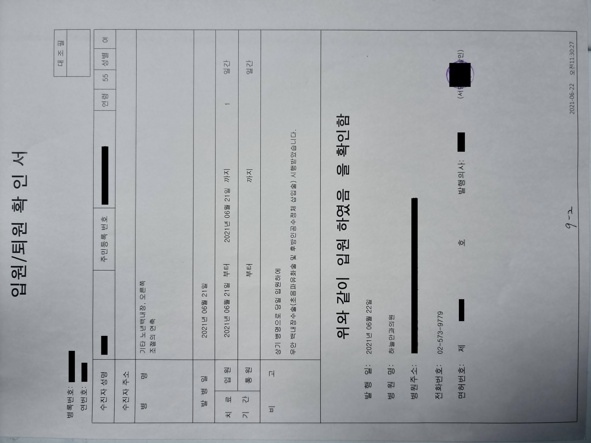 입원/퇴원 확 인 서
대 조 필
병록번호:
연번호:
수진자 성명
주민등록 번호
연령 55 성별 여
수진자 주소
병 명
기타 노년백내장, 오른쪽
조절의 연축
발 병 일 2021년 06월 21일
치 료 기 간
입 원 2021년 06월 21일 부터 2021년 06월 21일 까지 1 일간
통 원 부터 까지 일간
비 고
상기 병명으로 당일 입원하에
우안 백내장수술(초음파유화술 및 후방인공수정체 삽입술) 시행받았습니다.
위와 같이 입원 하였음 을 확인함
발 행 일: 2021년 06월 22일
병 원 명: 하늘안과의원
병원주소:
전화번호: 02-573-9779
면허번호: 제 호 발행의사:
2021-06-22 오전11:30:27
9-2